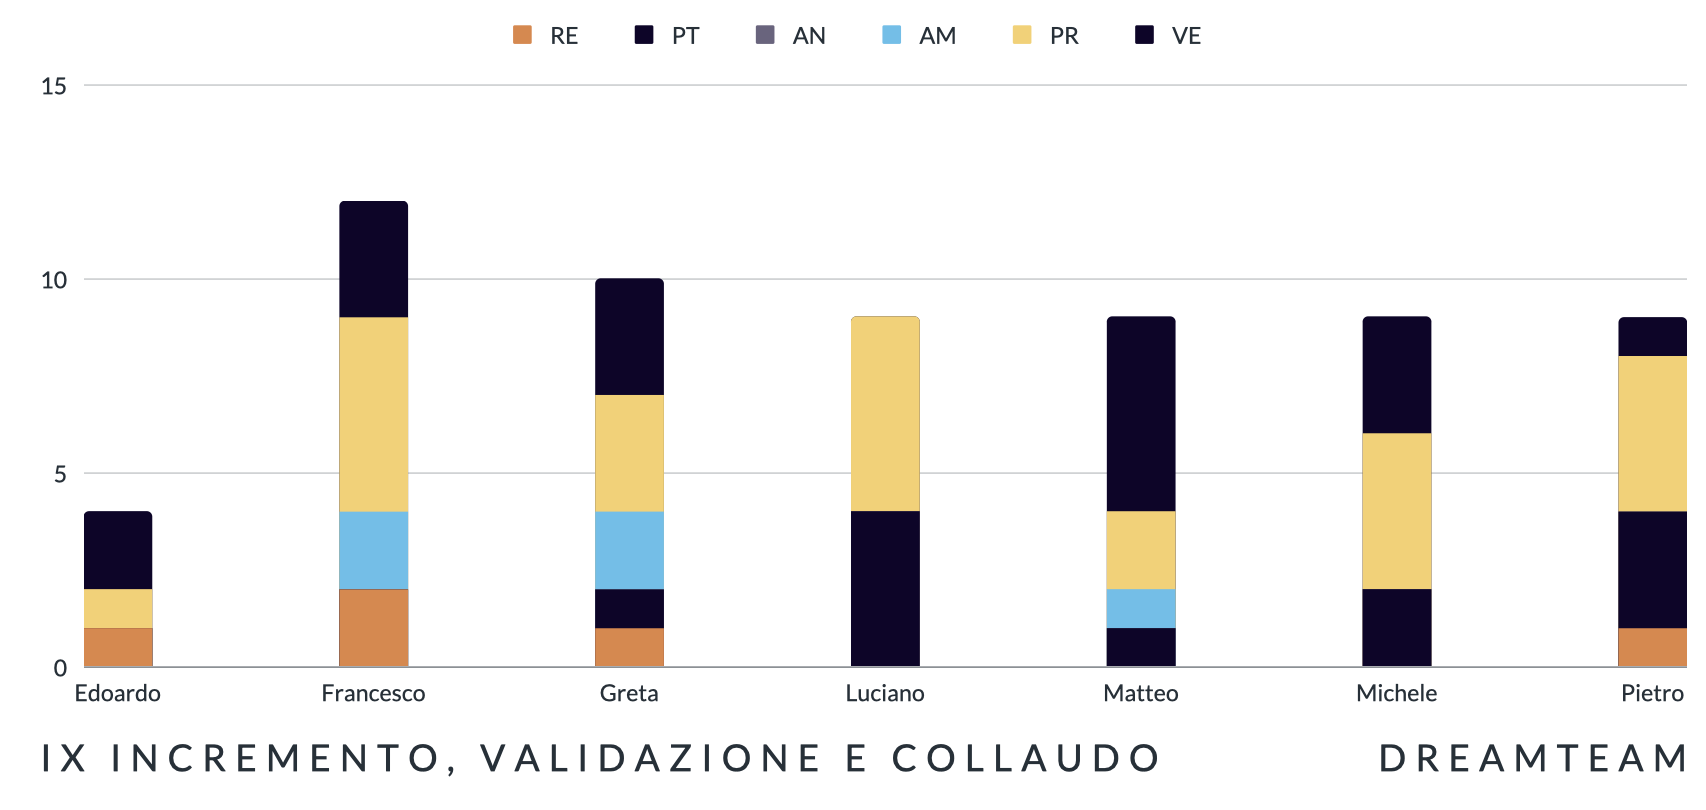 RE PT AN AM PR VE
15
10
5
0
Edoardo Francesco Greta Luciano Matteo Michele Pietro
IX INCREMENTO, VALIDAZIONE E COLLAUDO DREAMTEAM